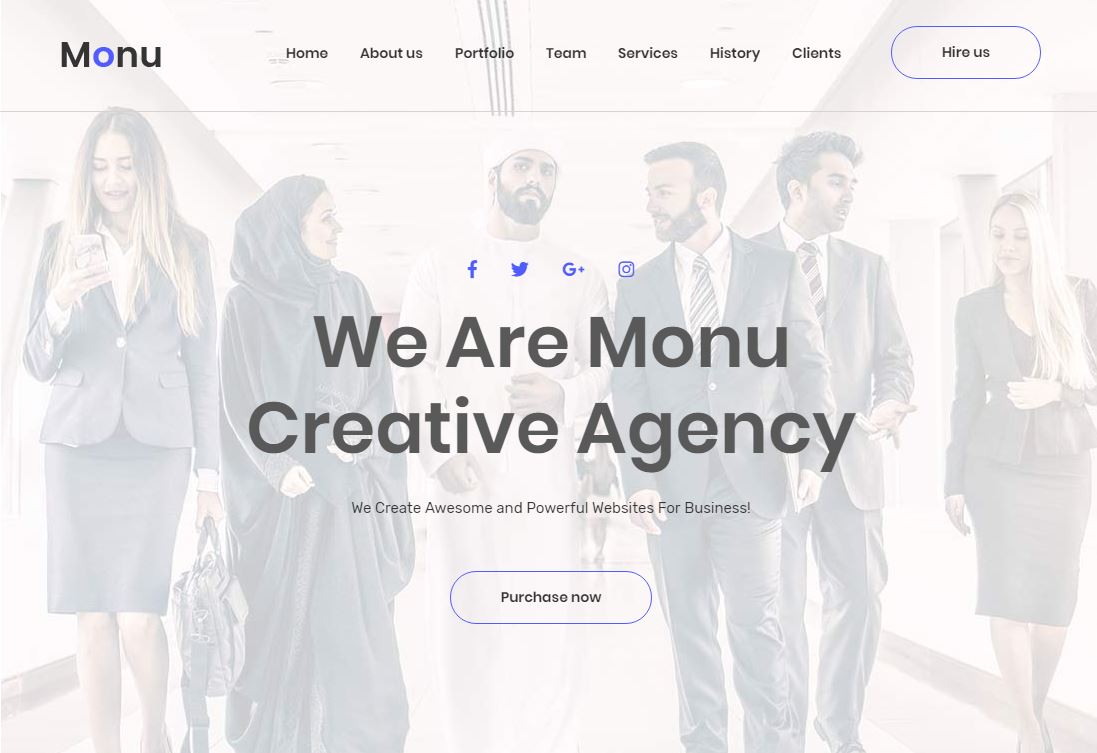 Monu
Home About us Portfolio Team Services History Clients Hire us
We Are Monu
Creative Agency
We Create Awesome and Powerful Websites For Business!
Purchase now